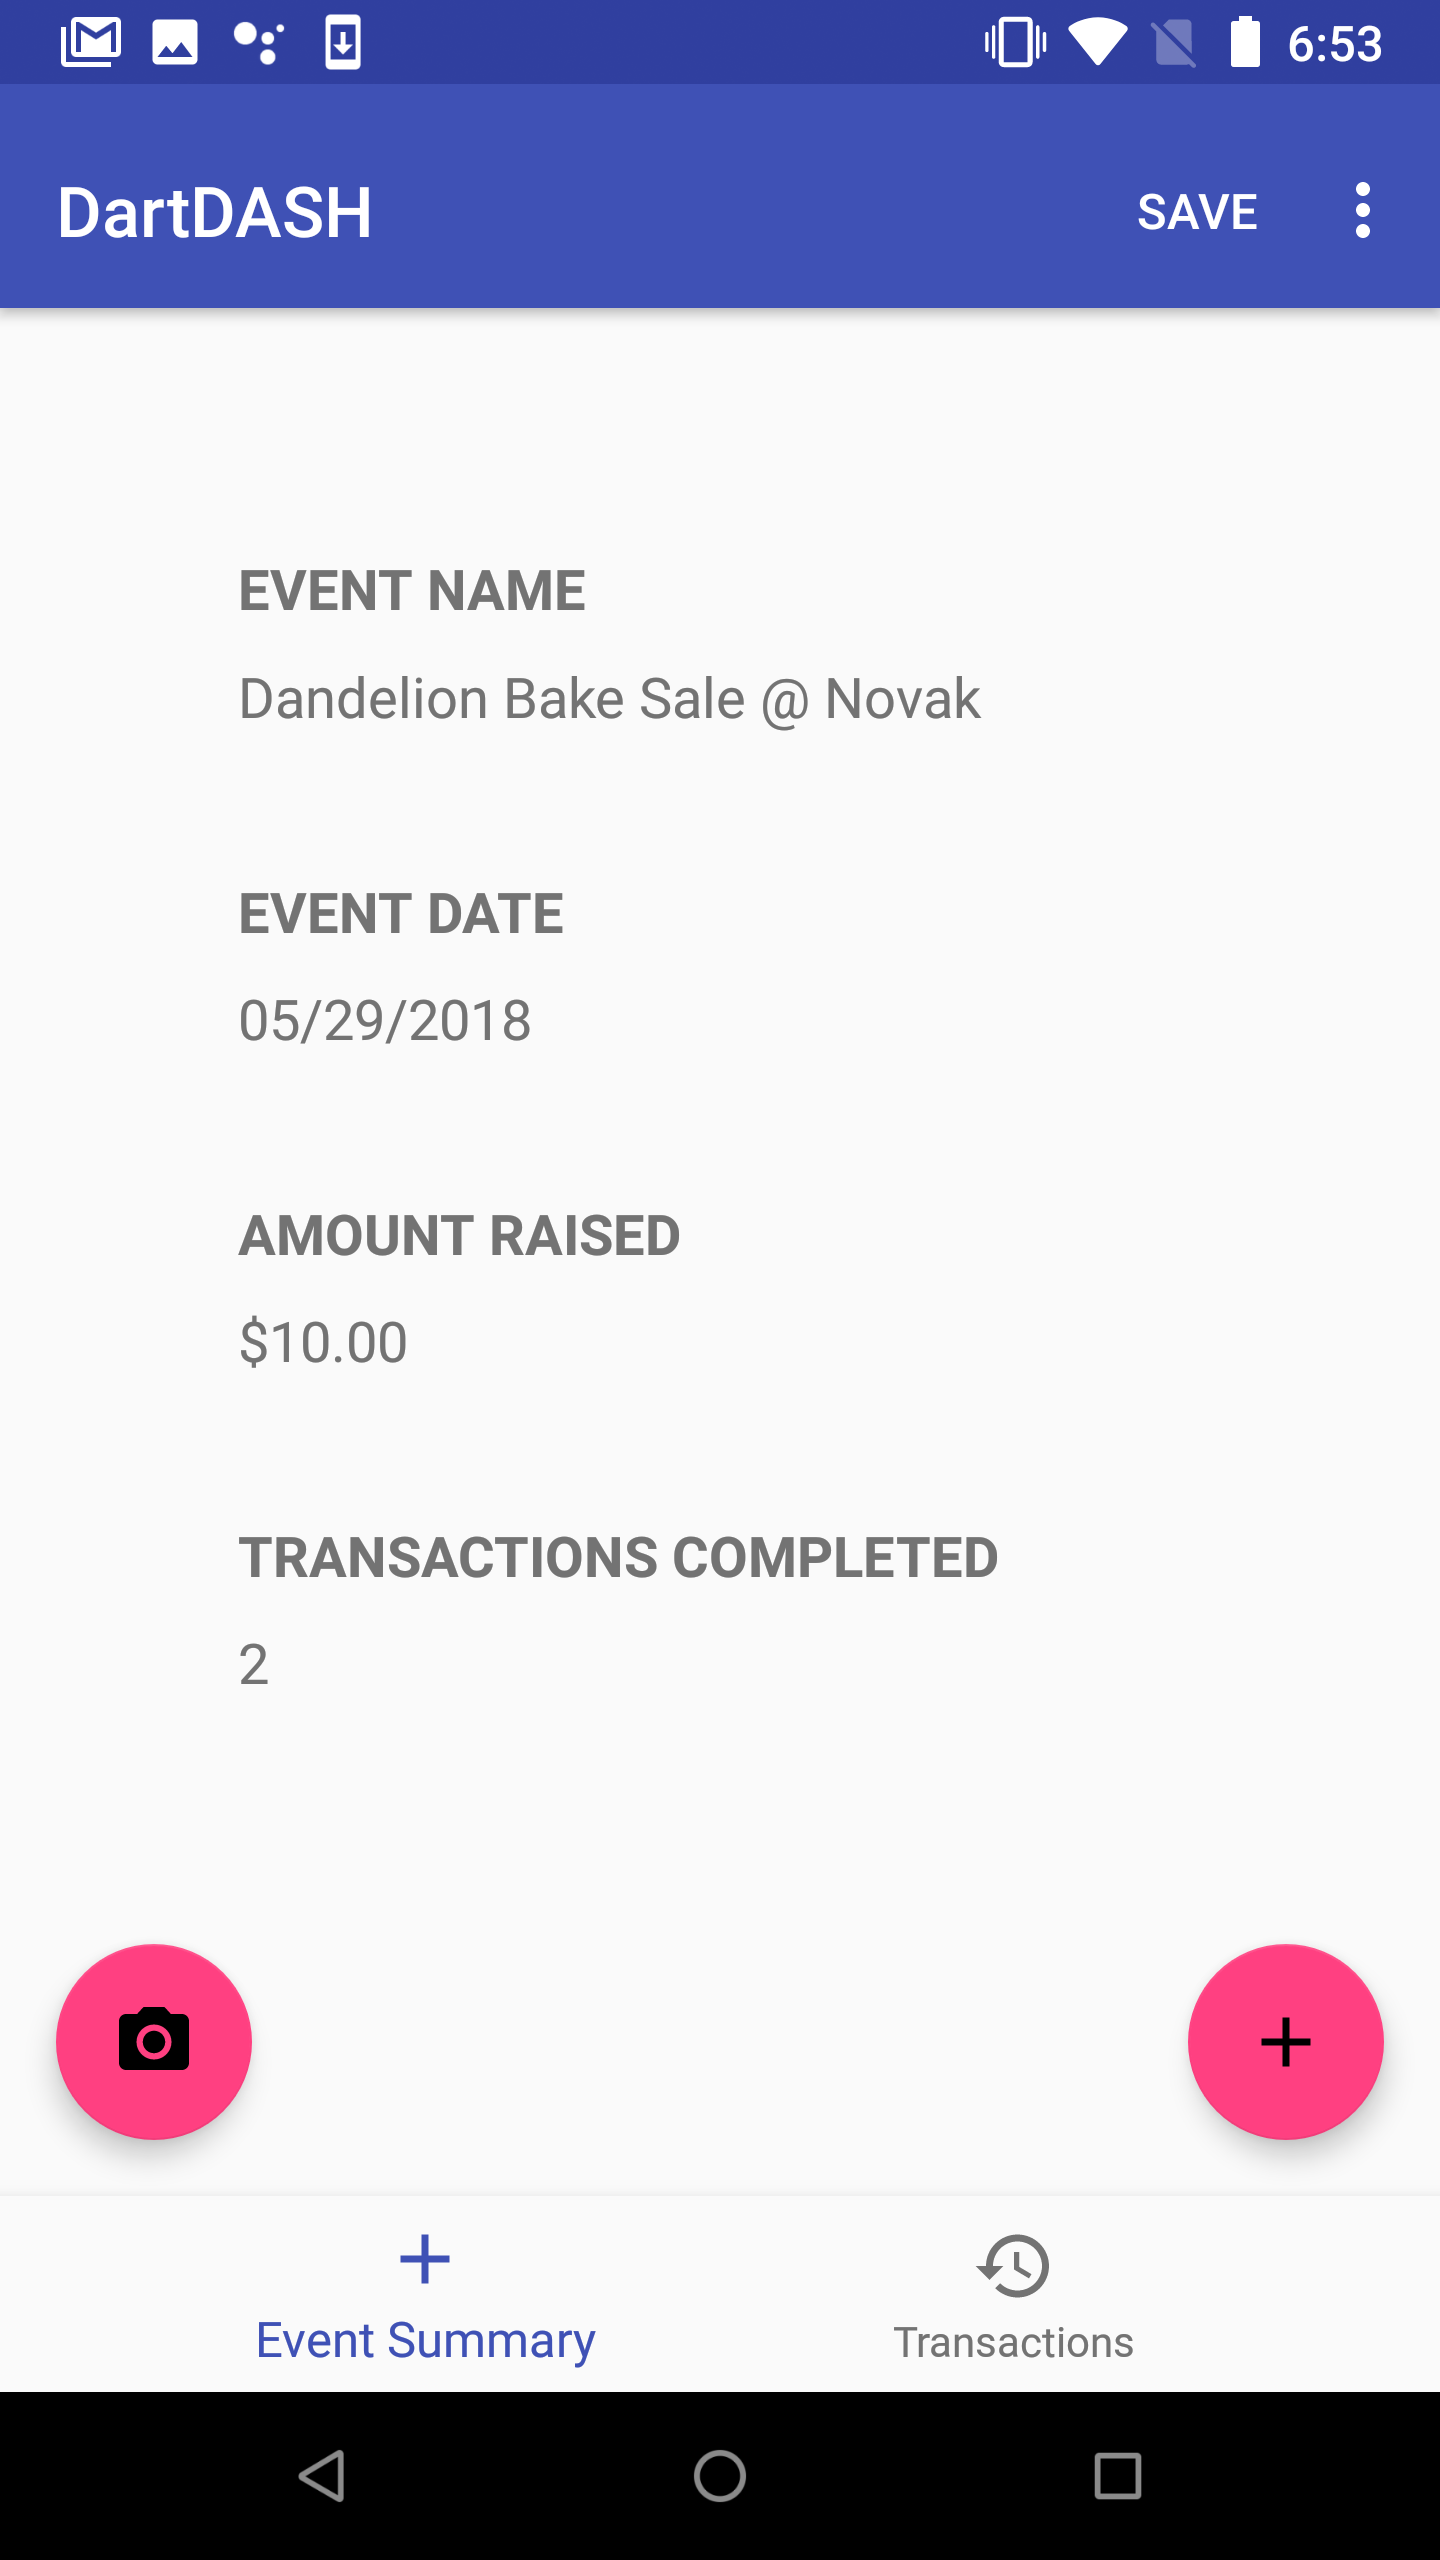 6:53
DartDASH
SAVE
EVENT NAME
Dandelion Bake Sale @ Novak
EVENT DATE
05/29/2018
AMOUNT RAISED
$10.00
TRANSACTIONS COMPLETED
2
Event Summary
Transactions